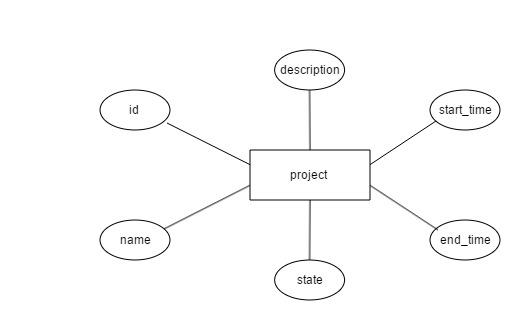 description
id
start_time
project
name
end_time
state